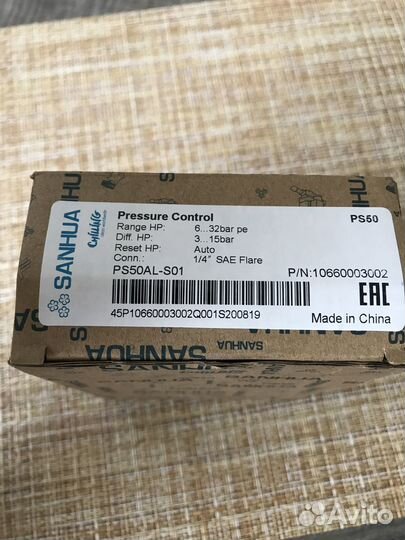 SANHUA
Pressure Control PS50
Range HP: 6...32bar pe
Diff. HP: 3...15bar
Reset HP: Auto
Conn.: 1/4" SAE Flare
PS50AL-S01 P/N:10660003002
EAC
45P10660003002Q001S200819
Made in China
SANHUA
Avito